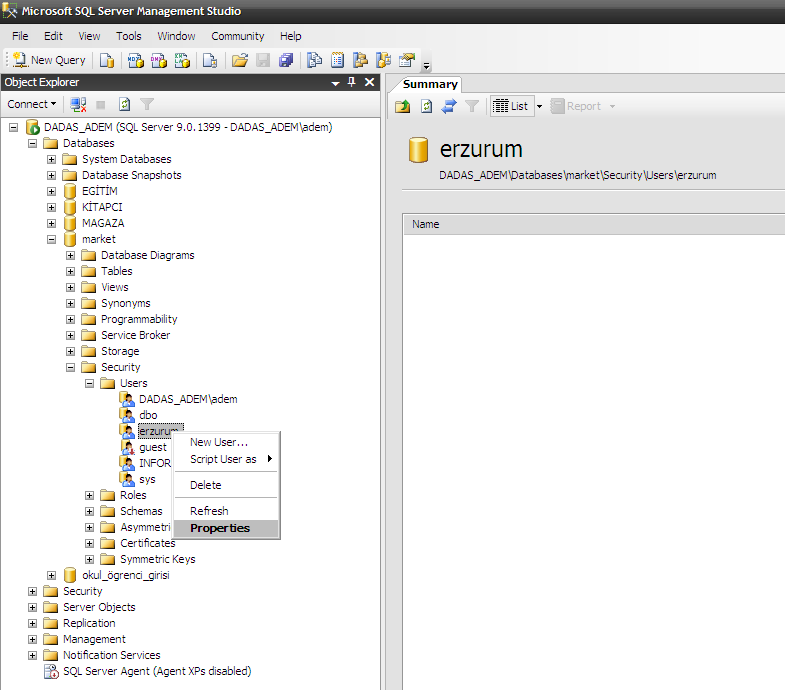 Microsoft SQL Server Management Studio
File Edit View Tools Window Community Help
New Query
Object Explorer
Connect
DADAS_ADEM (SQL Server 9.0.1399 - DADAS_ADEM\adem)
Databases
System Databases
Database Snapshots
EGİTİM
KİTAPCI
MAGAZA
market
Database Diagrams
Tables
Views
Synonyms
Programmability
Service Broker
Storage
Security
Users
DADAS_ADEM\adem
dbo
erzurum
guest
INFOR
sys
Roles
Schemas
Asymmetri
Certificates
Symmetric Keys
okul_ögrenci_girisi
Security
Server Objects
Replication
Management
Notification Services
SQL Server Agent (Agent XPs disabled)
New User...
Script User as
Delete
Refresh
Properties
Summary
List Report
erzurum
DADAS_ADEM\Databases\market\Security\Users\erzurum
Name